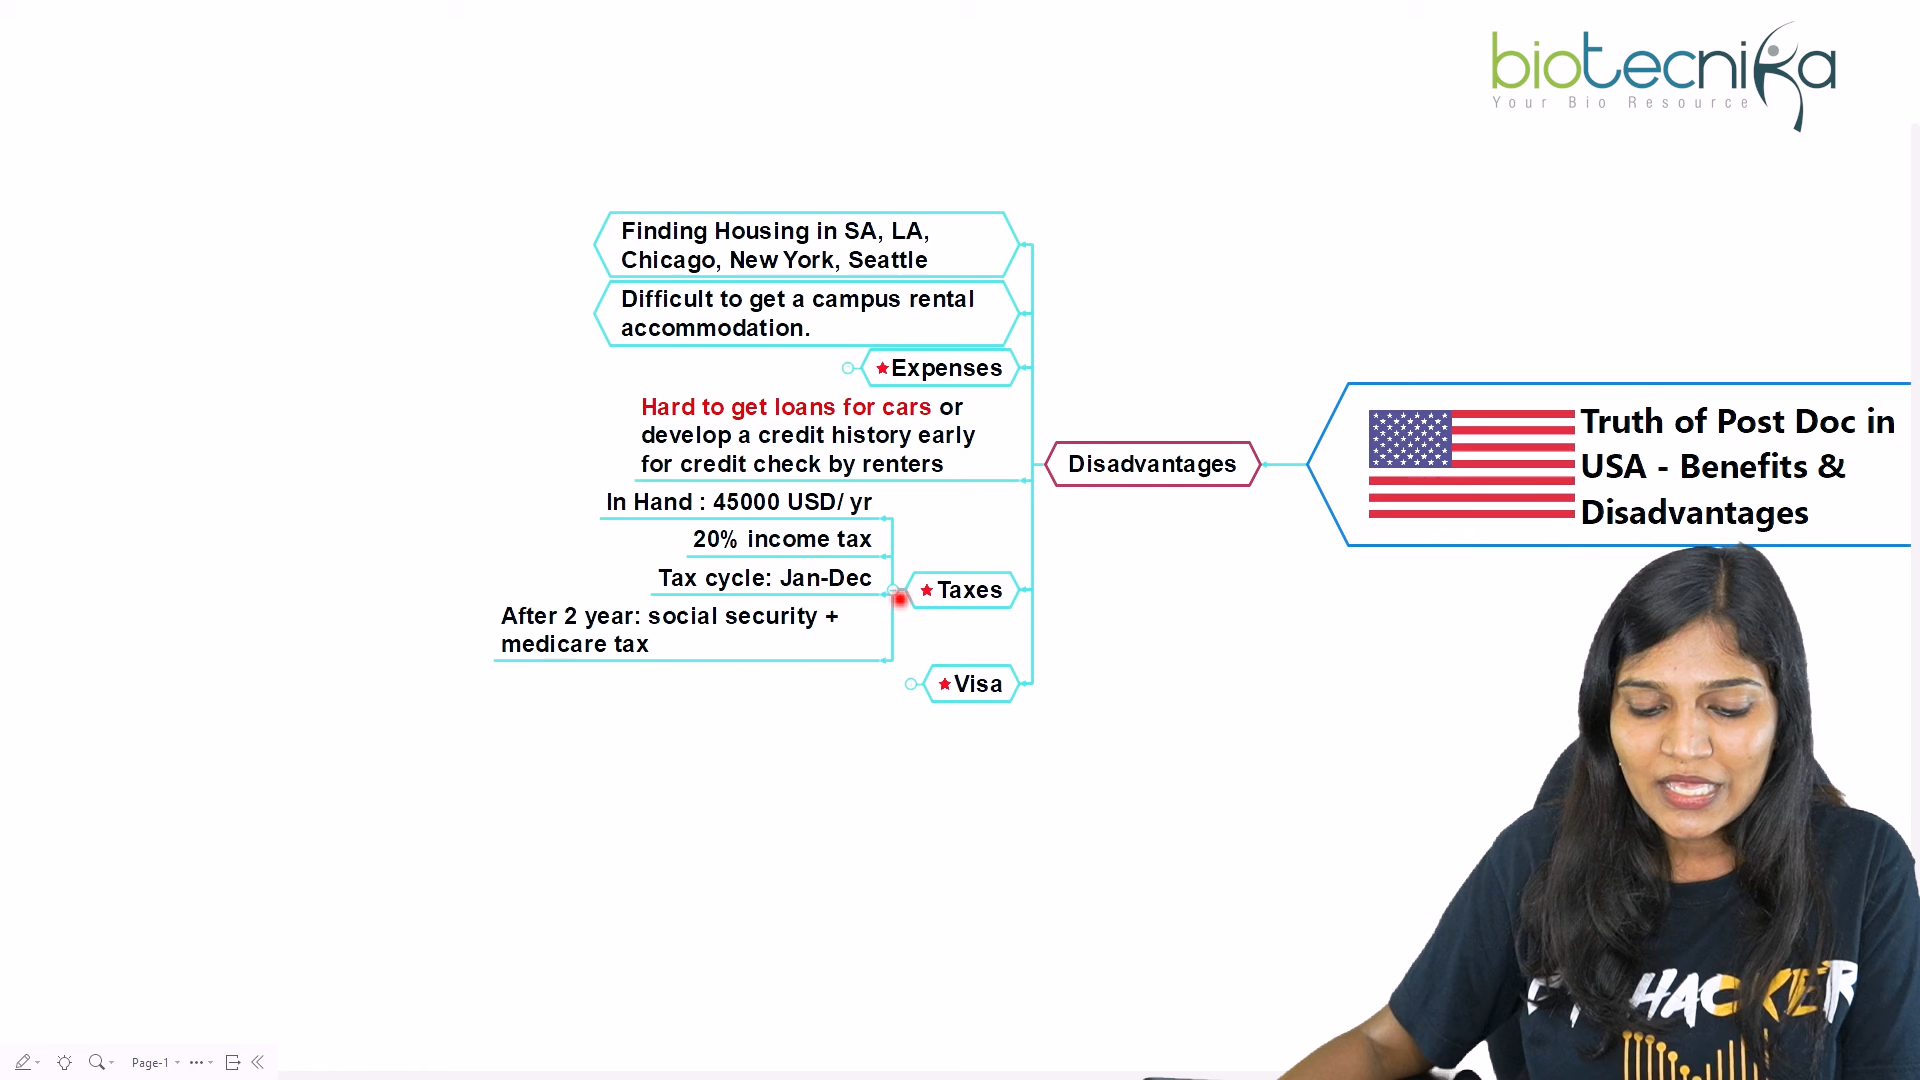 biotecnika
Your Bio Resource
Finding Housing in SA, LA,
Chicago, New York, Seattle
Difficult to get a campus rental
accommodation.
Expenses
Hard to get loans for cars or
develop a credit history early
for credit check by renters
Disadvantages
Truth of Post Doc in
USA - Benefits &
Disadvantages
In Hand : 45000 USD/ yr
20% income tax
Tax cycle: Jan-Dec
Taxes
After 2 year: social security +
medicare tax
Visa
HACKER
Page-1